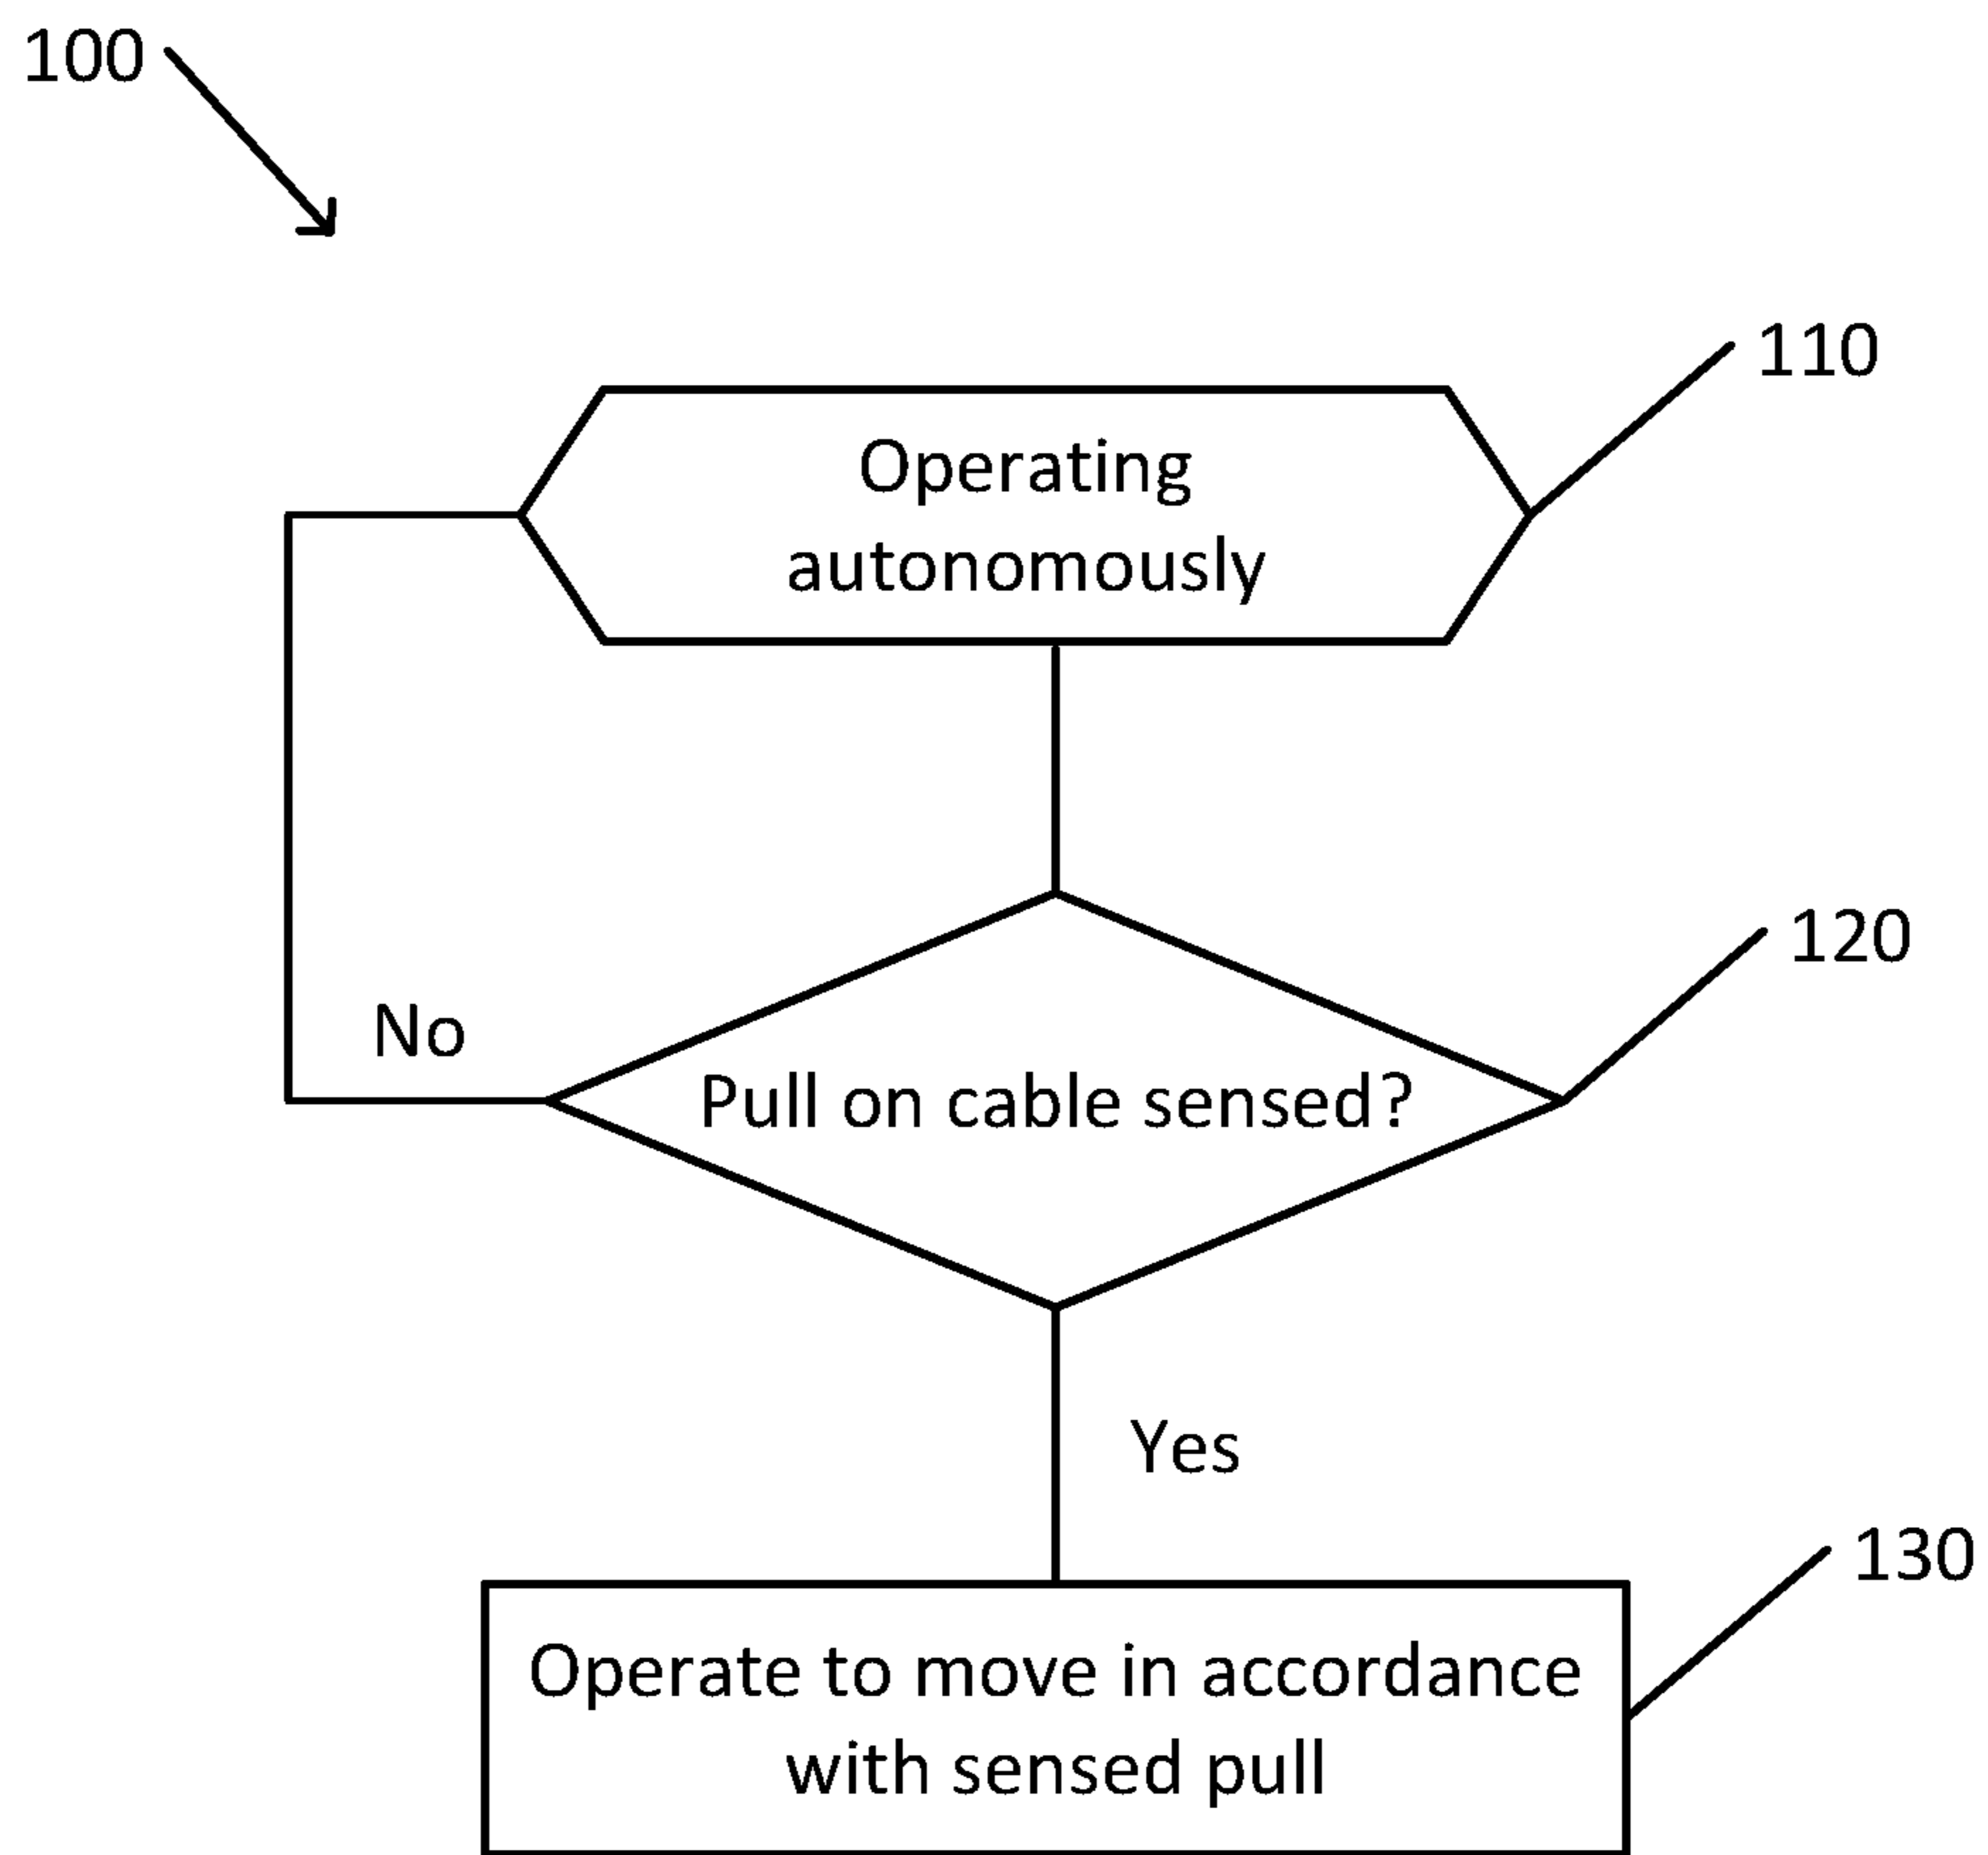 100
110
Operating
autonomously
120
No
Pull on cable sensed?
Yes
130
Operate to move in accordance
with sensed pull